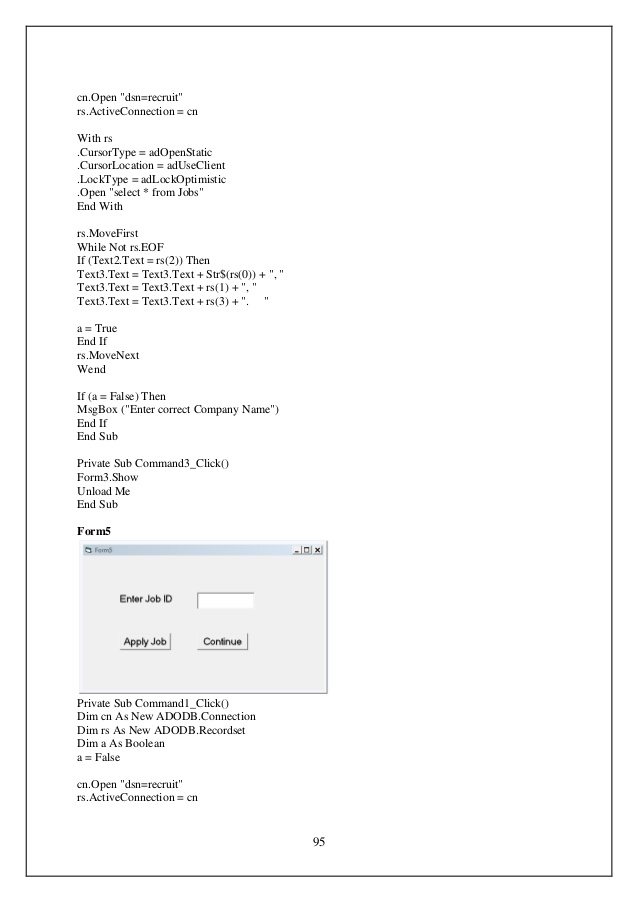 cn.Open "dsn=recruit"
rs.ActiveConnection = cn
With rs
.CursorType = adOpenStatic
.CursorLocation = adUseClient
.LockType = adLockOptimistic
.Open "select * from Jobs"
End With
rs.MoveFirst
While Not rs.EOF
If (Text2.Text = rs(2)) Then
Text3.Text = Text3.Text + Str$(rs(0)) + ", "
Text3.Text = Text3.Text + rs(1) + ", "
Text3.Text = Text3.Text + rs(3) + ".     "
a = True
End If
rs.MoveNext
Wend
If (a = False) Then
MsgBox ("Enter correct Company Name")
End If
End Sub
Private Sub Command3_Click()
Form3.Show
Unload Me
End Sub
Form5
Form5
Enter Job ID
Apply Job Continue
Private Sub Command1_Click()
Dim cn As New ADODB.Connection
Dim rs As New ADODB.Recordset
Dim a As Boolean
a = False
cn.Open "dsn=recruit"
rs.ActiveConnection = cn
95